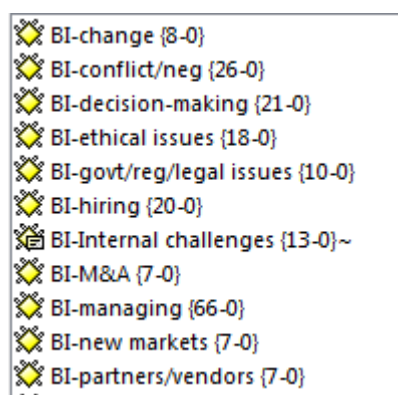 BI-change {8-0}
BI-conflict/neg {26-0}
BI-decision-making {21-0}
BI-ethical issues {18-0}
BI-govt/reg/legal issues {10-0}
BI-hiring {20-0}
BI-Internal challenges {13-0}~
BI-M&A {7-0}
BI-managing {66-0}
BI-new markets {7-0}
BI-partners/vendors {7-0}